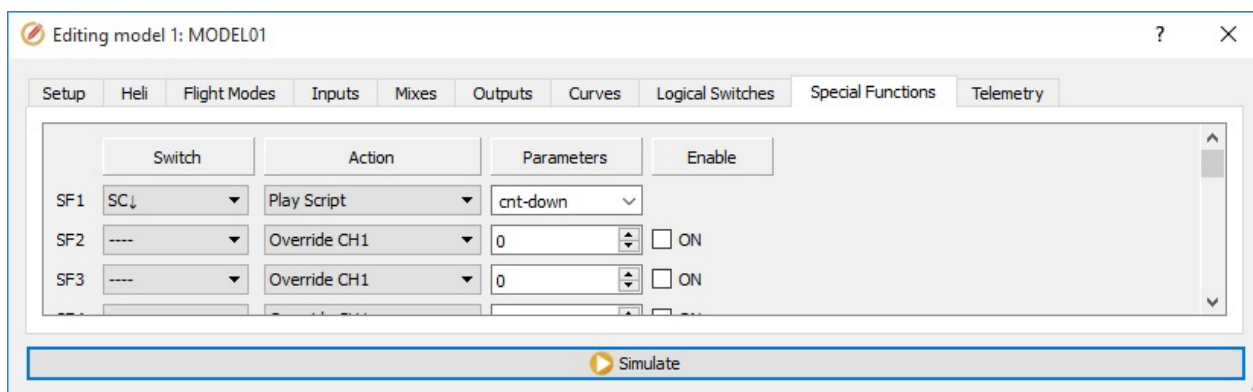 Editing model 1: MODEL01 ?
Setup Heli Flight Modes Inputs Mixes Outputs Curves Logical Switches Special Functions Telemetry
Switch Action Parameters Enable
SF1 SC↓ Play Script cnt-down
SF2 ---- Override CH1 0 ON
SF3 ---- Override CH1 0 ON
Simulate